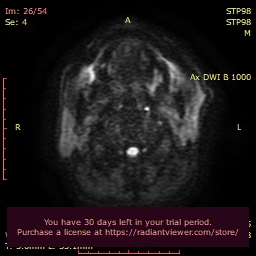 Im: 26/54
Se: 4
STP98
STP98
M
A
Ax DWI B 1000
R
L
You have 30 days left in your trial period.
Purchase a license at https://radiantviewer.com/store/